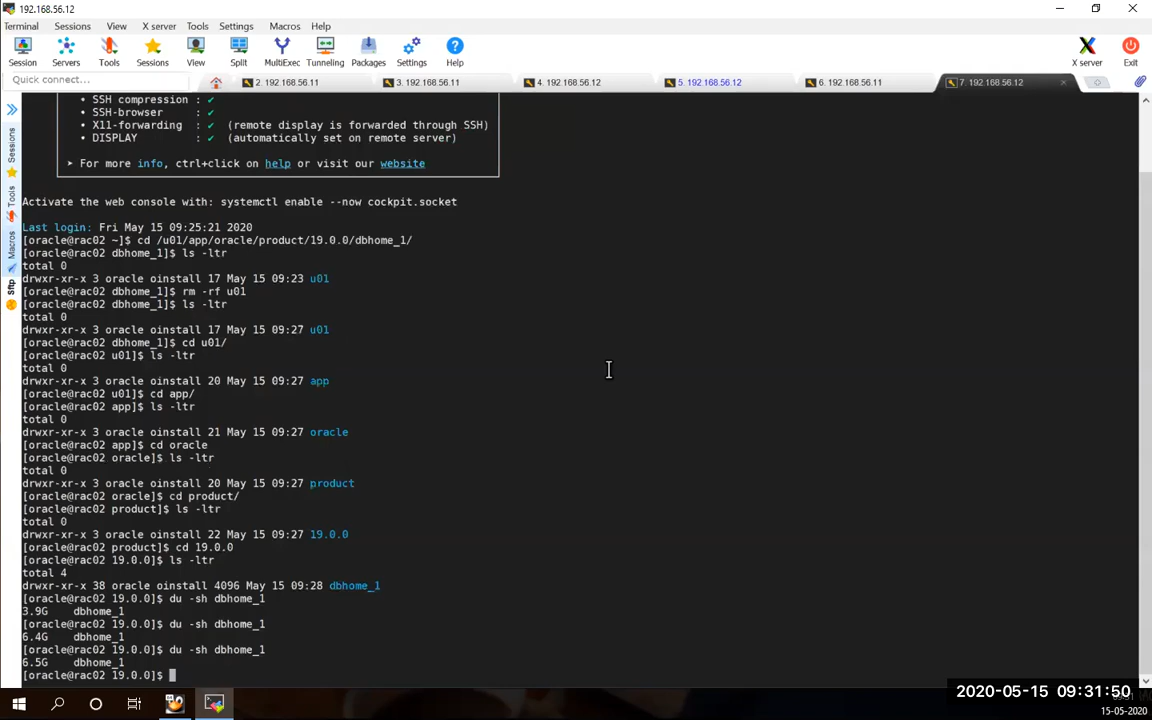 192.168.56.12
Terminal Sessions View X server Tools Settings Macros Help
Session Servers Tools Sessions View Split MultiExec Tunneling Packages Settings Help X server Exit
Quick connect... 2. 192.168.56.11 3. 192.168.56.11 4. 192.168.56.12 5. 192.168.56.12 6. 192.168.56.11 7. 192.168.56.12
Sessions
Tools
Macros
sftp
• SSH compression : ✔
• SSH-browser : ✔
• X11-forwarding : ✔ (remote display is forwarded through SSH)
• DISPLAY : ✔ (automatically set on remote server)
➤ For more info, ctrl+click on help or visit our website
Activate the web console with: systemctl enable --now cockpit.socket
Last login: Fri May 15 09:25:21 2020
[oracle@rac02 ~]$ cd /u01/app/oracle/product/19.0.0/dbhome_1/
[oracle@rac02 dbhome_1]$ ls -ltr
total 0
drwxr-xr-x 3 oracle oinstall 17 May 15 09:23 u01
[oracle@rac02 dbhome_1]$ rm -rf u01
[oracle@rac02 dbhome_1]$ ls -ltr
total 0
drwxr-xr-x 3 oracle oinstall 17 May 15 09:27 u01
[oracle@rac02 dbhome_1]$ cd u01/
[oracle@rac02 u01]$ ls -ltr
total 0
drwxr-xr-x 3 oracle oinstall 20 May 15 09:27 app
[oracle@rac02 u01]$ cd app/
[oracle@rac02 app]$ ls -ltr
total 0
drwxr-xr-x 3 oracle oinstall 21 May 15 09:27 oracle
[oracle@rac02 app]$ cd oracle
[oracle@rac02 oracle]$ ls -ltr
total 0
drwxr-xr-x 3 oracle oinstall 20 May 15 09:27 product
[oracle@rac02 oracle]$ cd product/
[oracle@rac02 product]$ ls -ltr
total 0
drwxr-xr-x 3 oracle oinstall 22 May 15 09:27 19.0.0
[oracle@rac02 product]$ cd 19.0.0
[oracle@rac02 19.0.0]$ ls -ltr
total 4
drwxr-xr-x 38 oracle oinstall 4096 May 15 09:28 dbhome_1
[oracle@rac02 19.0.0]$ du -sh dbhome_1
3.9G dbhome_1
[oracle@rac02 19.0.0]$ du -sh dbhome_1
6.4G dbhome_1
[oracle@rac02 19.0.0]$ du -sh dbhome_1
6.5G dbhome_1
[oracle@rac02 19.0.0]$
2020-05-15 09:31:50
15-05-2020